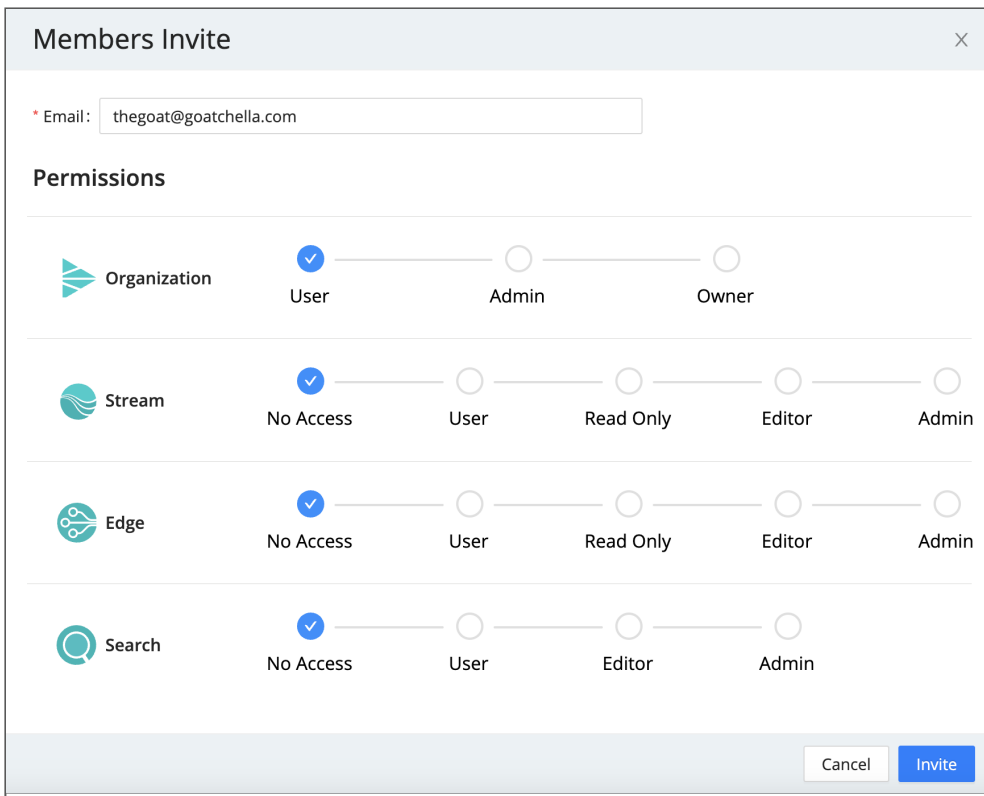 Members Invite
* Email: thegoat@goatchella.com
Permissions
Organization
User Admin Owner
Stream
No Access User Read Only Editor Admin
Edge
No Access User Read Only Editor Admin
Search
No Access User Editor Admin
Cancel Invite